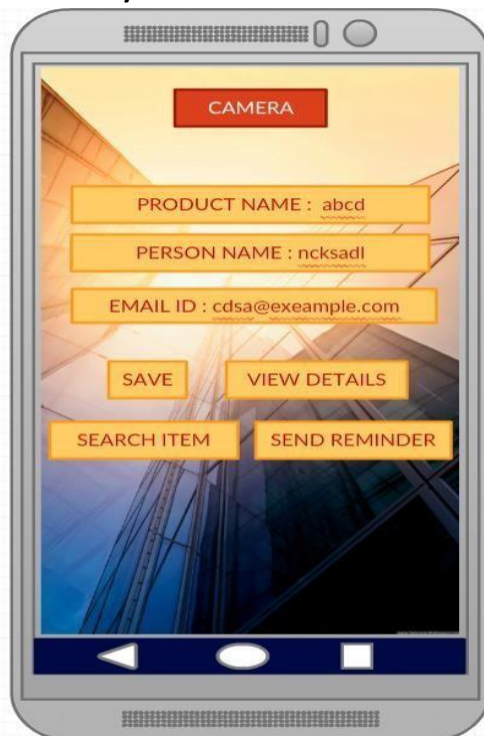 CAMERA
PRODUCT NAME : abcd
PERSON NAME : ncksadl
EMAIL ID : cdsa@exeample.com
SAVE
VIEW DETAILS
SEARCH ITEM
SEND REMINDER